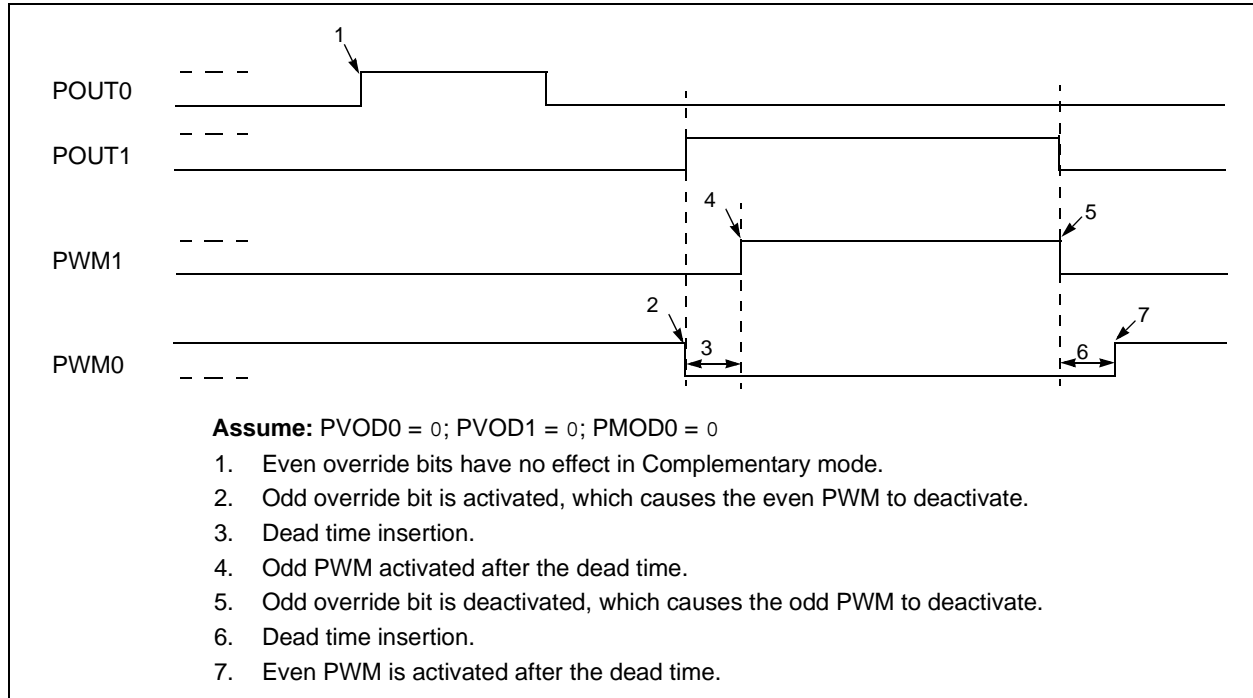 1
POUT0
POUT1
4
5
PWM1
2
7
3
6
PWM0
Assume: PVOD0 = 0; PVOD1 = 0; PMOD0 = 0
1. Even override bits have no effect in Complementary mode.
2. Odd override bit is activated, which causes the even PWM to deactivate.
3. Dead time insertion.
4. Odd PWM activated after the dead time.
5. Odd override bit is deactivated, which causes the odd PWM to deactivate.
6. Dead time insertion.
7. Even PWM is activated after the dead time.